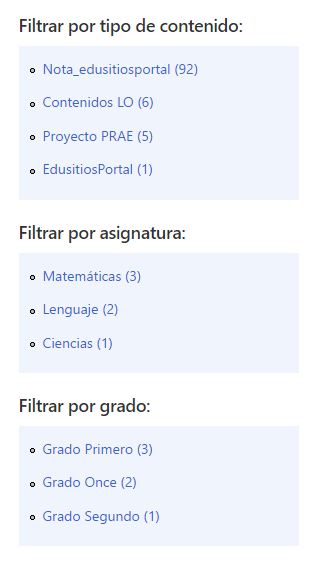 Filtrar por tipo de contenido:
Nota_edusitiosportal (92)
Contenidos LO (6)
Proyecto PRAE (5)
EdusitiosPortal (1)
Filtrar por asignatura:
Matemáticas (3)
Lenguaje (2)
Ciencias (1)
Filtrar por grado:
Grado Primero (3)
Grado Once (2)
Grado Segundo (1)